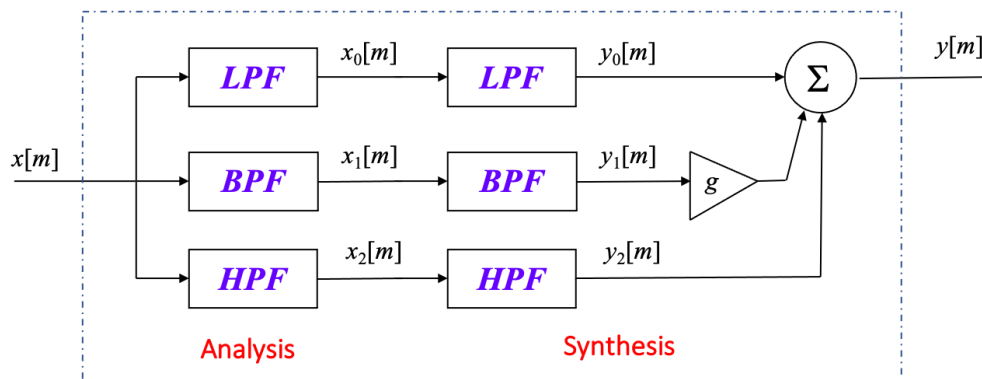 x[m]
LPF
x₀[m]
LPF
y₀[m]
Σ
y[m]
BPF
x₁[m]
BPF
y₁[m]
g
HPF
x₂[m]
HPF
y₂[m]
Analysis
Synthesis